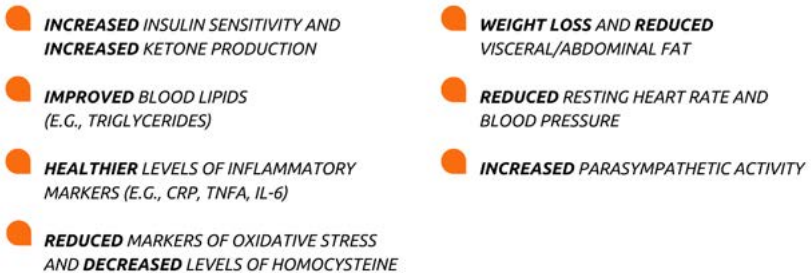 INCREASED INSULIN SENSITIVITY AND
INCREASED KETONE PRODUCTION
IMPROVED BLOOD LIPIDS
(E.G., TRIGLYCERIDES)
HEALTHIER LEVELS OF INFLAMMATORY
MARKERS (E.G., CRP, TNFA, IL-6)
REDUCED MARKERS OF OXIDATIVE STRESS
AND DECREASED LEVELS OF HOMOCYSTEINE
WEIGHT LOSS AND REDUCED
VISCERAL/ABDOMINAL FAT
REDUCED RESTING HEART RATE AND
BLOOD PRESSURE
INCREASED PARASYMPATHETIC ACTIVITY